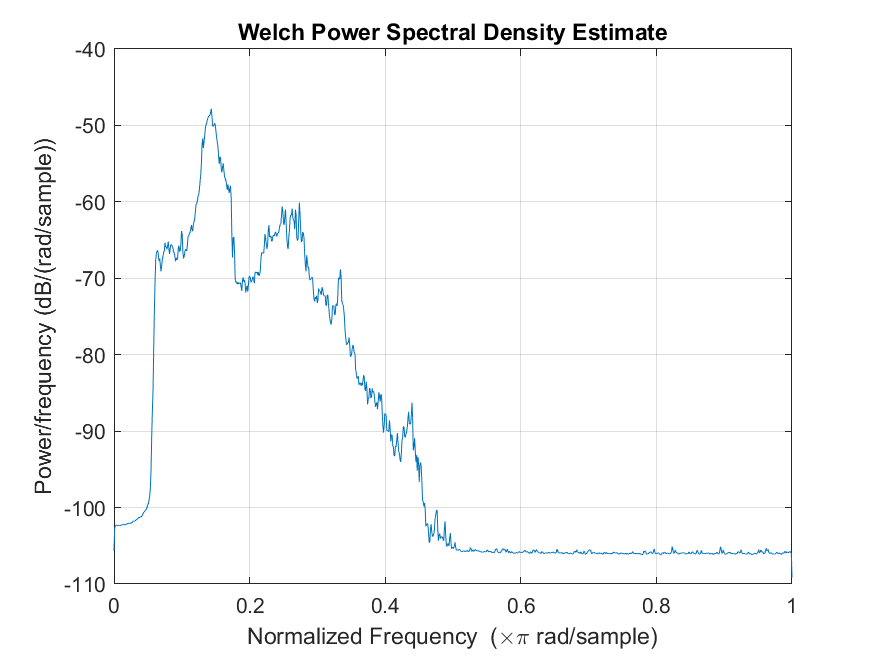 Welch Power Spectral Density Estimate
Power/frequency (dB/(rad/sample))
-40
-50
-60
-70
-80
-90
-100
-110
0 0.2 0.4 0.6 0.8 1
Normalized Frequency (×π rad/sample)